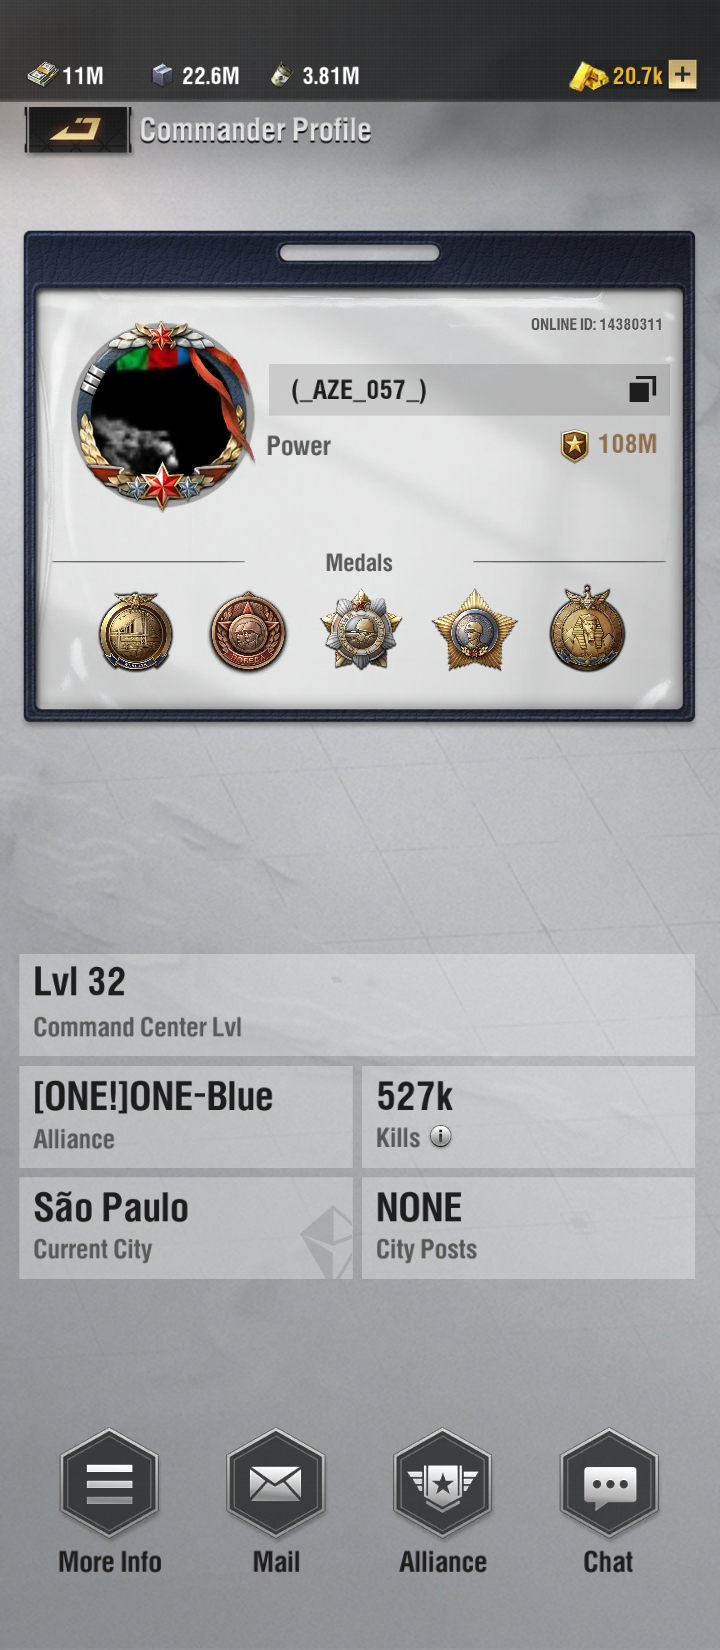 11M 22.6M 3.81M 20.7k +
Commander Profile
ONLINE ID: 14380311
(_AZE_057_)
Power 108M
Medals
ПОБЕДА
Lvl 32
Command Center Lvl
[ONE!]ONE-Blue
Alliance
527k
Kills
São Paulo
Current City
NONE
City Posts
More Info Mail Alliance Chat